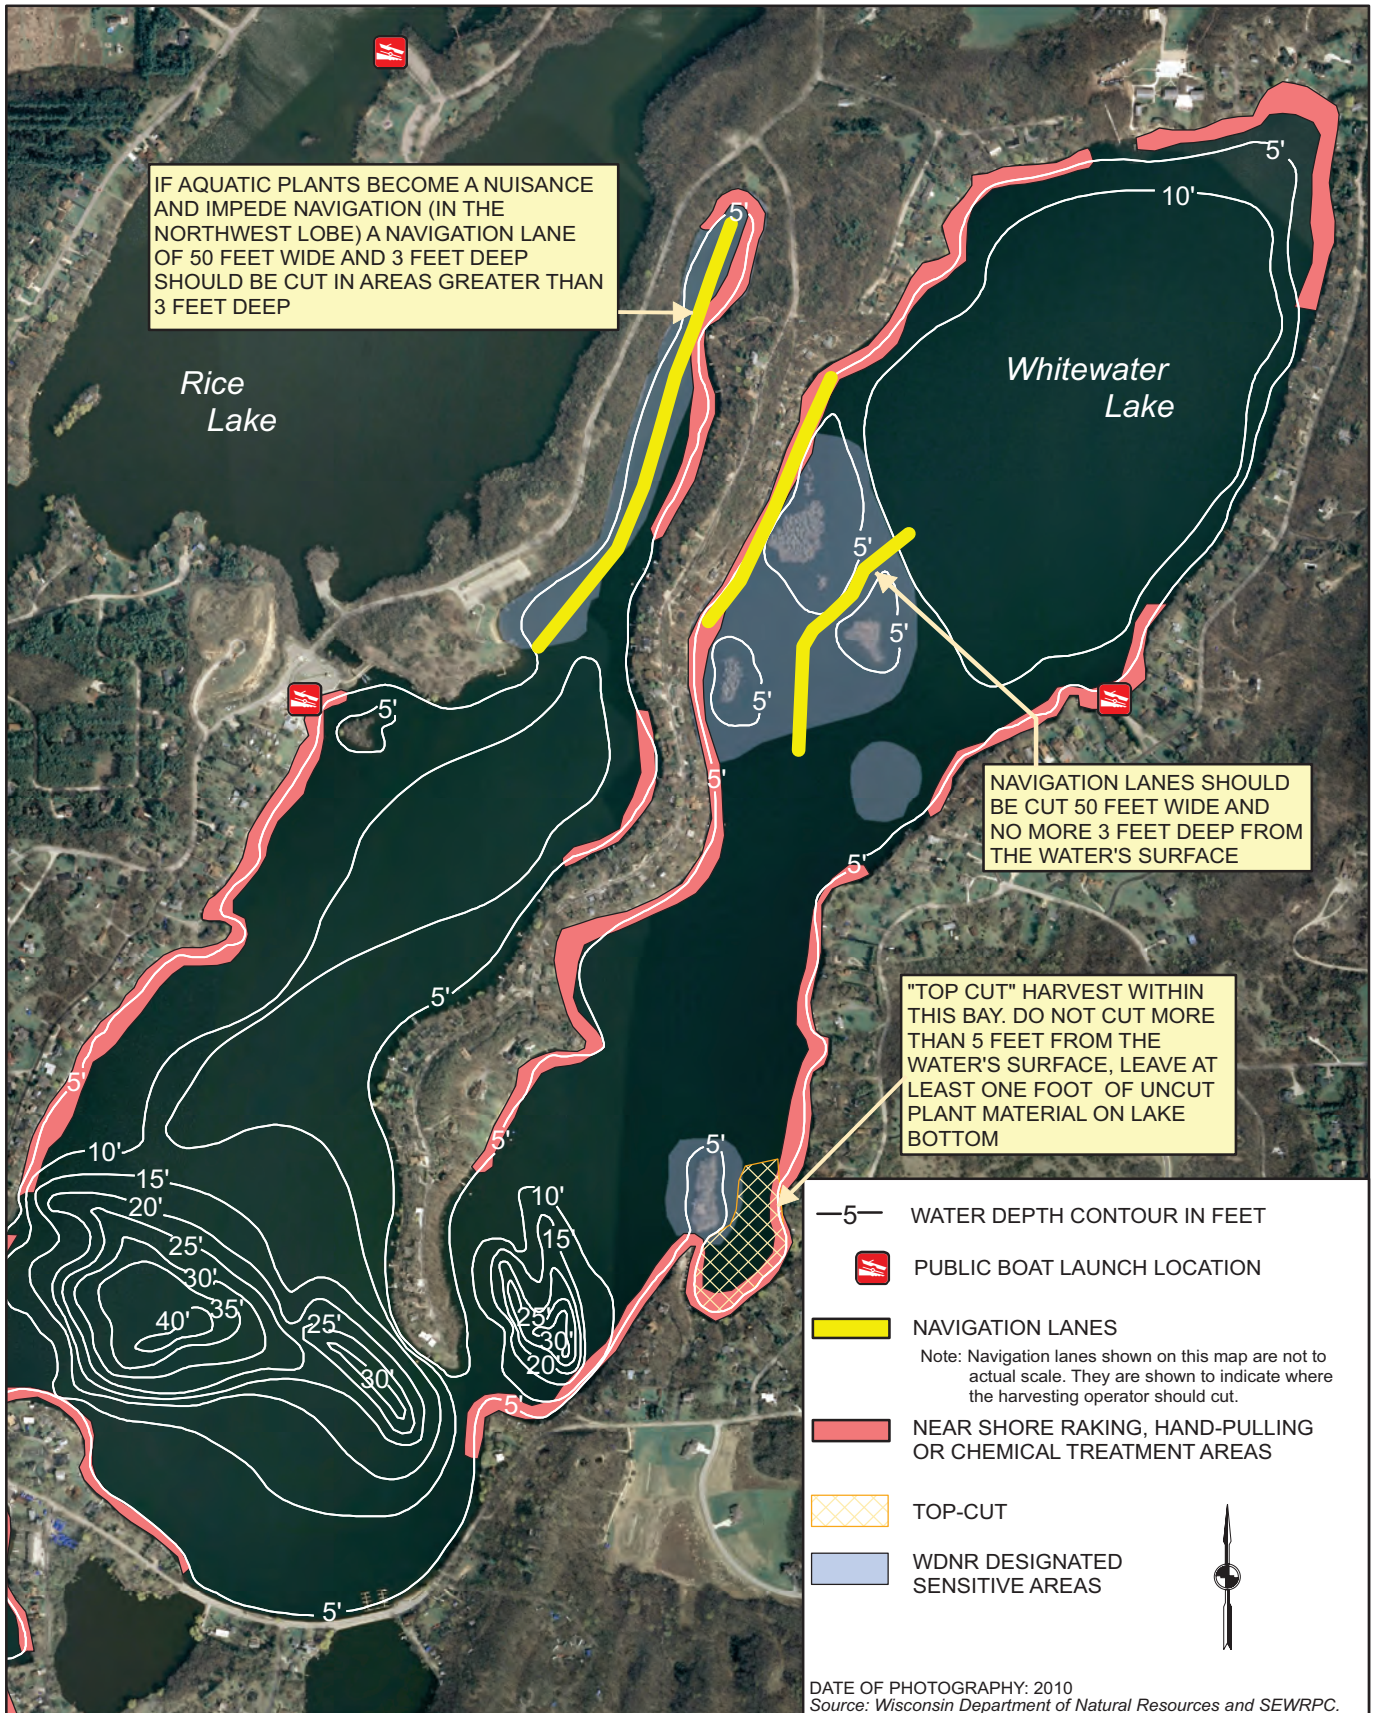 IF AQUATIC PLANTS BECOME A NUISANCE
AND IMPEDE NAVIGATION (IN THE
NORTHWEST LOBE) A NAVIGATION LANE
OF 50 FEET WIDE AND 3 FEET DEEP
SHOULD BE CUT IN AREAS GREATER THAN
3 FEET DEEP
5'
5'
10'
Rice
Lake
Whitewater
Lake
5'
5'
5'
5'
5'
NAVIGATION LANES SHOULD
BE CUT 50 FEET WIDE AND
NO MORE 3 FEET DEEP FROM
THE WATER'S SURFACE
5'
5'
"TOP CUT" HARVEST WITHIN
THIS BAY. DO NOT CUT MORE
THAN 5 FEET FROM THE
WATER'S SURFACE, LEAVE AT
LEAST ONE FOOT OF UNCUT
PLANT MATERIAL ON LAKE
BOTTOM
5'
5'
5'
10'
15'
20'
25'
30'
35'
40'
25'
30'
10'
15'
25'
30'
20'
5'
5'
5 WATER DEPTH CONTOUR IN FEET
PUBLIC BOAT LAUNCH LOCATION
NAVIGATION LANES
Note: Navigation lanes shown on this map are not to
actual scale. They are shown to indicate where
the harvesting operator should cut.
NEAR SHORE RAKING, HAND-PULLING
OR CHEMICAL TREATMENT AREAS
TOP-CUT
WDNR DESIGNATED
SENSITIVE AREAS
DATE OF PHOTOGRAPHY: 2010
Source: Wisconsin Department of Natural Resources and SEWRPC.